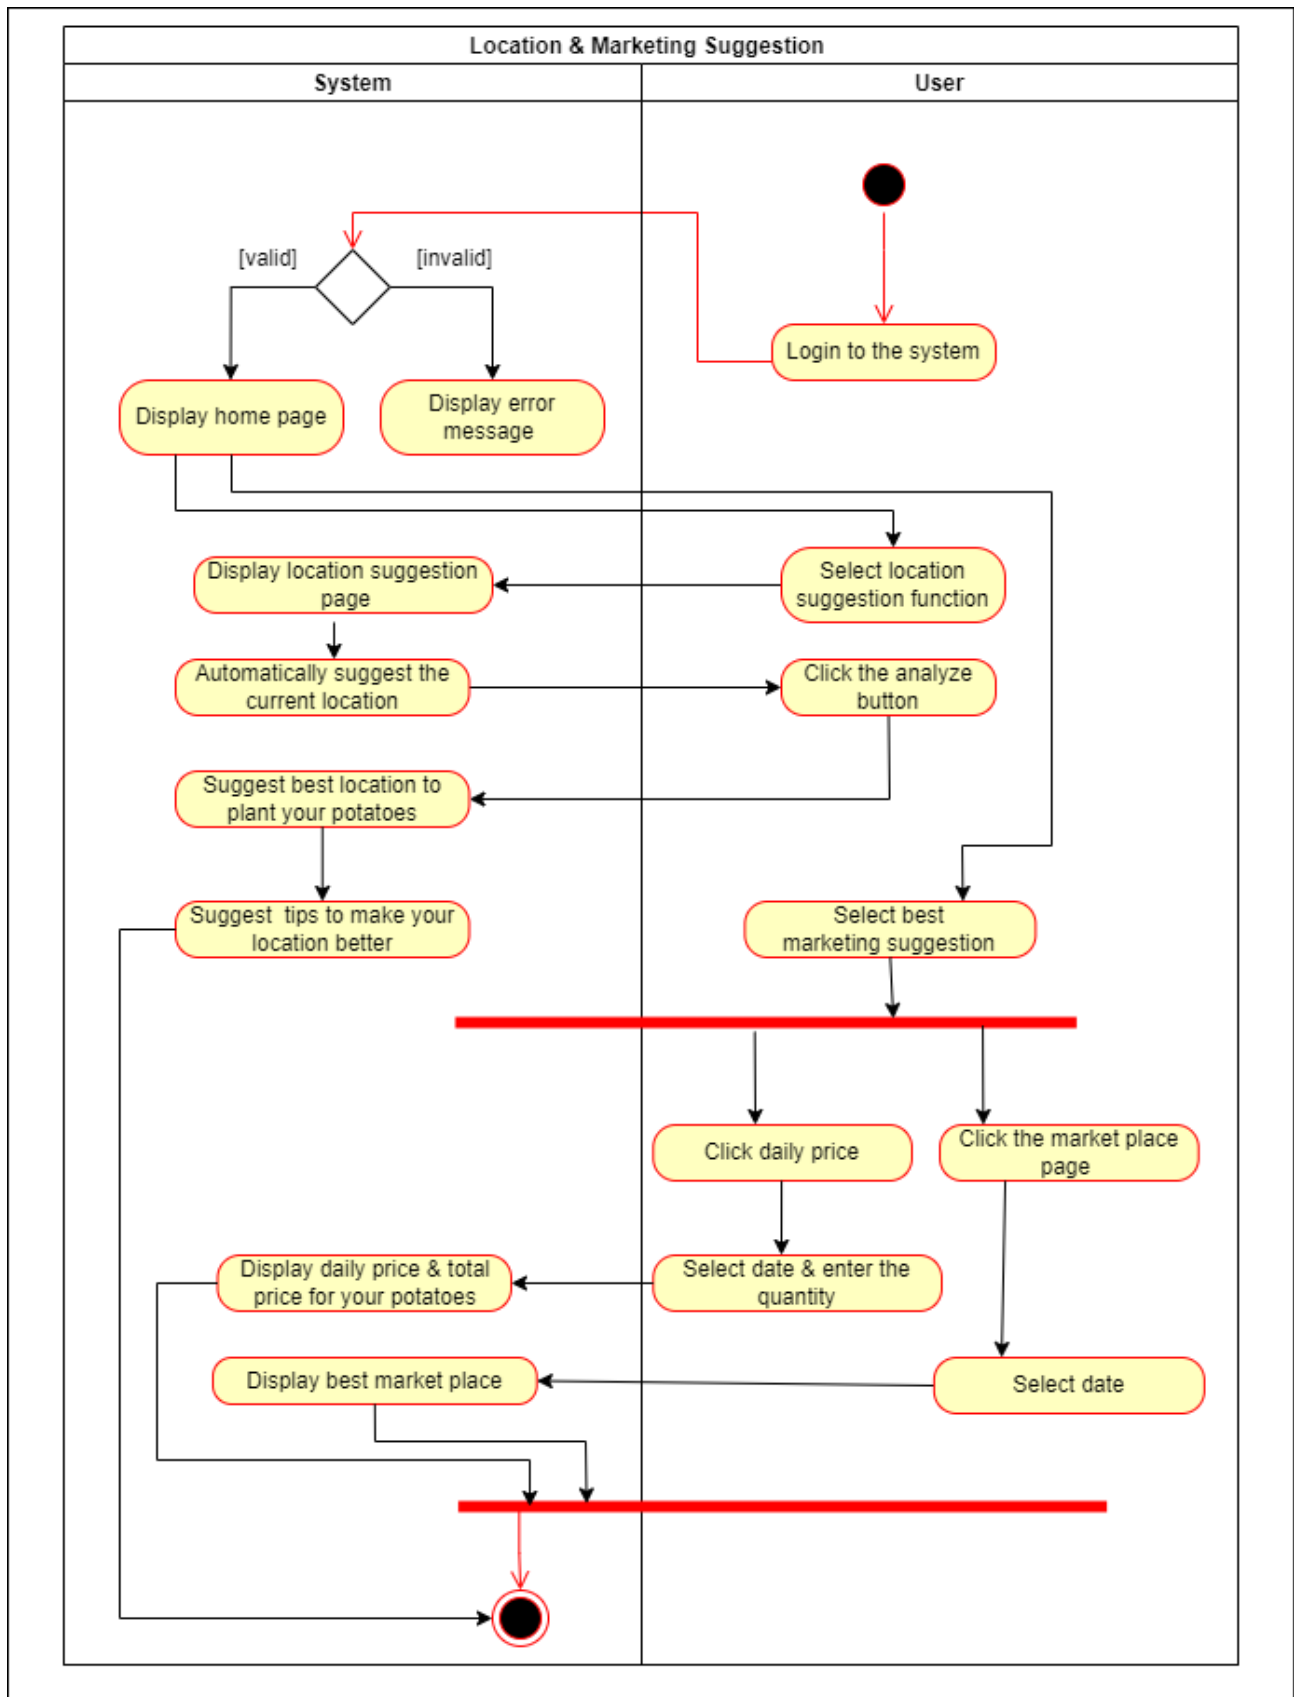 Location & Marketing Suggestion
System
User
[valid]
[invalid]
Login to the system
Display home page
Display error
message
Display location suggestion
page
Select location
suggestion function
Automatically suggest the
current location
Click the analyze
button
Suggest best location to
plant your potatoes
Suggest  tips to make your
location better
Select best
marketing suggestion
Click daily price
Click the market place
page
Display daily price & total
price for your potatoes
Select date & enter the
quantity
Display best market place
Select date